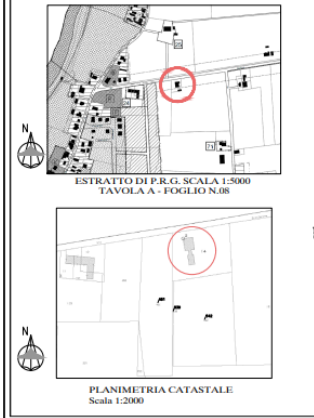 N
ESTRATTO DI P.R.G. SCALA 1:5000
TAVOLA A - FOGLIO N.08
N
PLANIMETRIA CATASTALE
Scala 1:2000